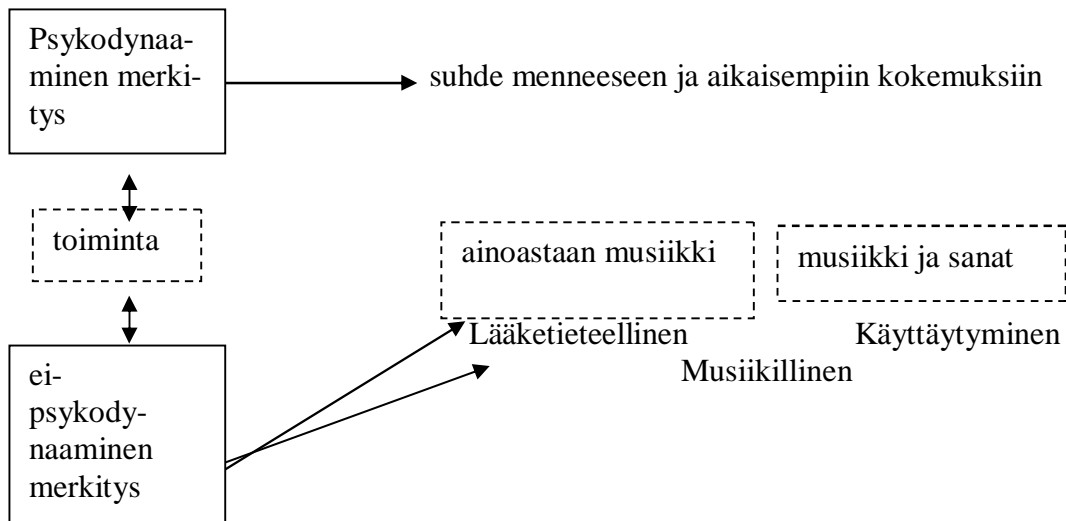 Psykodynaa-
minen merki-
tys
suhde menneeseen ja aikaisempiin kokemuksiin
toiminta
ainoastaan musiikki
musiikki ja sanat
Lååketieteellinen
Käyttäytyminen
Musiikillinen
ei-
psykody-
naaminen
merkitys